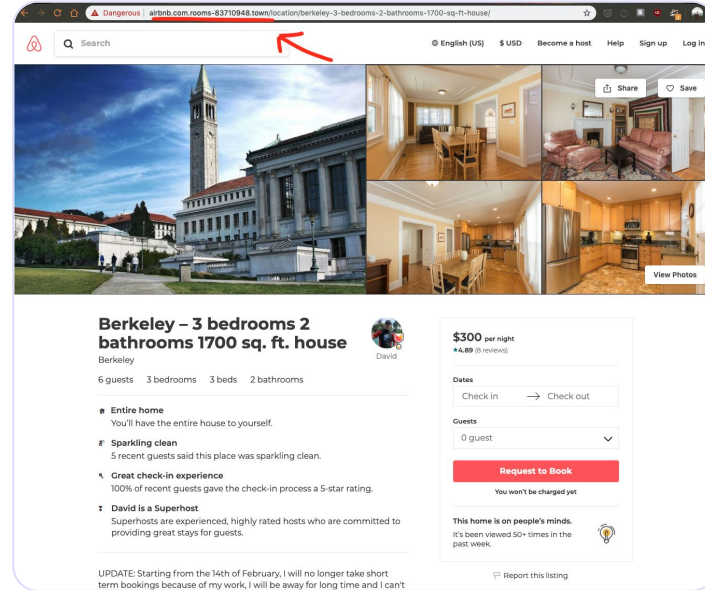 Dangerous | airbnb.com.rooms-83710948.town/location/berkeley-3-bedrooms-2-bathrooms-1700-sq-ft-house/
Search
English (US) $ USD Become a host Help Sign up Log in
Share Save
View Photos
Berkeley – 3 bedrooms 2
bathrooms 1700 sq. ft. house
Berkeley
David
6 guests 3 bedrooms 3 beds 2 bathrooms
Entire home
You’ll have the entire house to yourself.
Sparkling clean
5 recent guests said this place was sparkling clean.
Great check-in experience
100% of recent guests gave the check-in process a 5-star rating.
David is a Superhost
Superhosts are experienced, highly rated hosts who are committed to
providing great stays for guests.
UPDATE: Starting from the 14th of February, I will no longer take short
term bookings because of my work, I will be away for long time and I can't
$300 per night
★4.89 (8 reviews)
Dates
Check in → Check out
Guests
0 guest
Request to Book
You won’t be charged yet
This home is on people’s minds.
It’s been viewed 50+ times in the
past week.
Report this listing